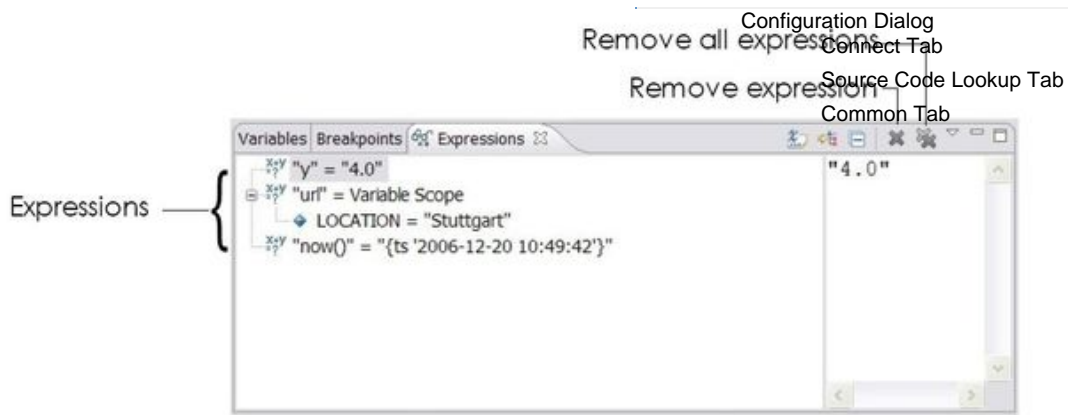 Configuration Dialog
Remove all expressions
Connect Tab
Source Code Lookup Tab
Remove expression
Common Tab
Variables Breakpoints Expressions
"y" = "4.0"
"4.0"
"url" = Variable Scope
LOCATION = "Stuttgart"
Expressions
"now()" = "{ts '2006-12-20 10:49:42'}"